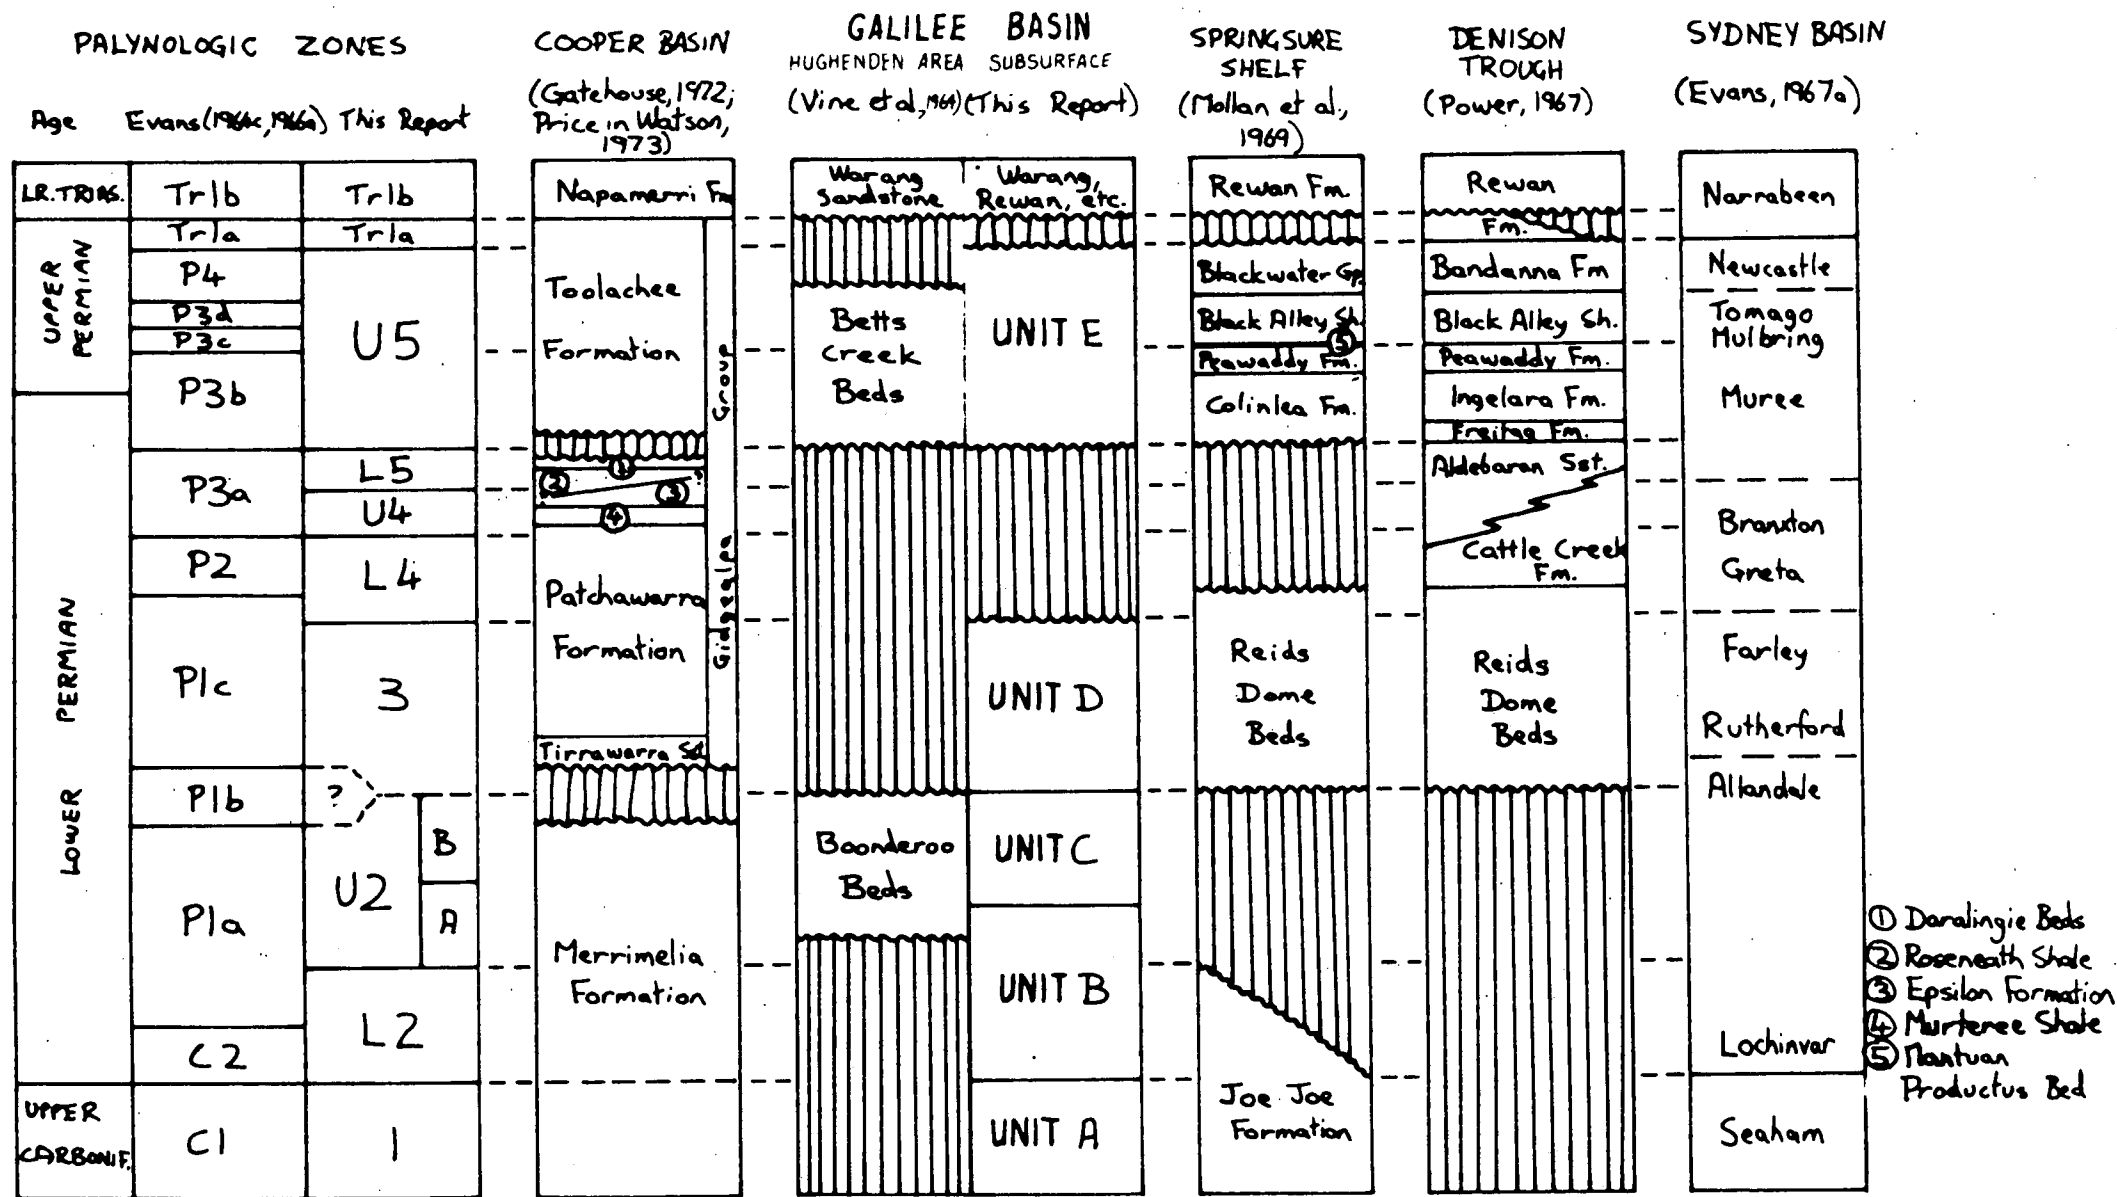 PALYNOLOGIC ZONES
Age
Evans (1966c, 1966a)
This Report
LR. TRIAS.
UPPER
PERMIAN
LOWER PERMIAN
UPPER
CARBONIF.
Tr1b
Tr1a
P4
P3d
P3c
P3b
P3a
P2
P1c
P1b
P1a
C2
C1
Tr1b
Tr1a
U5
L5
U4
L4
3
?
U2
B
A
L2
1
COOPER BASIN
(Gatehouse, 1972;
Price in Watson,
1973)
Napamerri Fm
Toolachee
Formation
①
②
?
③
④
Patchawarra
Formation
Tirrawarra Sst
Gidgealpa Group
Merrimelia
Formation
GALILEE BASIN
HUGHENDEN AREA
(Vine et al, 1964)
Warang
Sandstone
Betts
Creek
Beds
Boonderoo
Beds
SUBSURFACE
(This Report)
Warang,
Rewan, etc.
UNIT E
UNIT D
UNIT C
UNIT B
UNIT A
SPRINGSURE
SHELF
(Mollan et al.,
1969)
Rewan Fm.
Blackwater Gp.
Black Alley Sh.
⑤
Peawaddy Fm.
Colinlea Fm.
Reids
Dome
Beds
Joe Joe
Formation
DENISON
TROUGH
(Power, 1967)
Rewan
Fm.
Bandanna Fm
Black Alley Sh.
Peawaddy Fm.
Ingelara Fm.
Freitag Fm.
Aldebaran Sst.
Cattle Creek
Fm.
Reids
Dome
Beds
SYDNEY BASIN
(Evans, 1967a)
Narrabeen
Newcastle
Tomago
Mulbring
Muree
Branxton
Greta
Farley
Rutherford
Allandale
Lochinvar
Seaham
① Daralingie Beds
② Roseneath Shale
③ Epsilon Formation
④ Murteree Shale
⑤ Mantuan
Productus Bed